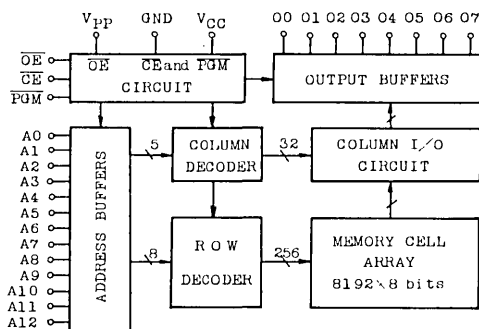 VPP GND VCC O0 O1 O2 O3 O4 O5 O6 O7
OE
CE
PGM
OE CE and PGM
CIRCUIT
OUTPUT BUFFERS
A0
A1
A2
A3
A4
A5
A6
A7
A8
A9
A10
A11
A12
ADDRESS BUFFERS
5
COLUMN
DECODER
32
COLUMN I/O
CIRCUIT
8
ROW
DECODER
256
MEMORY CELL
ARRAY
8192×8 bits